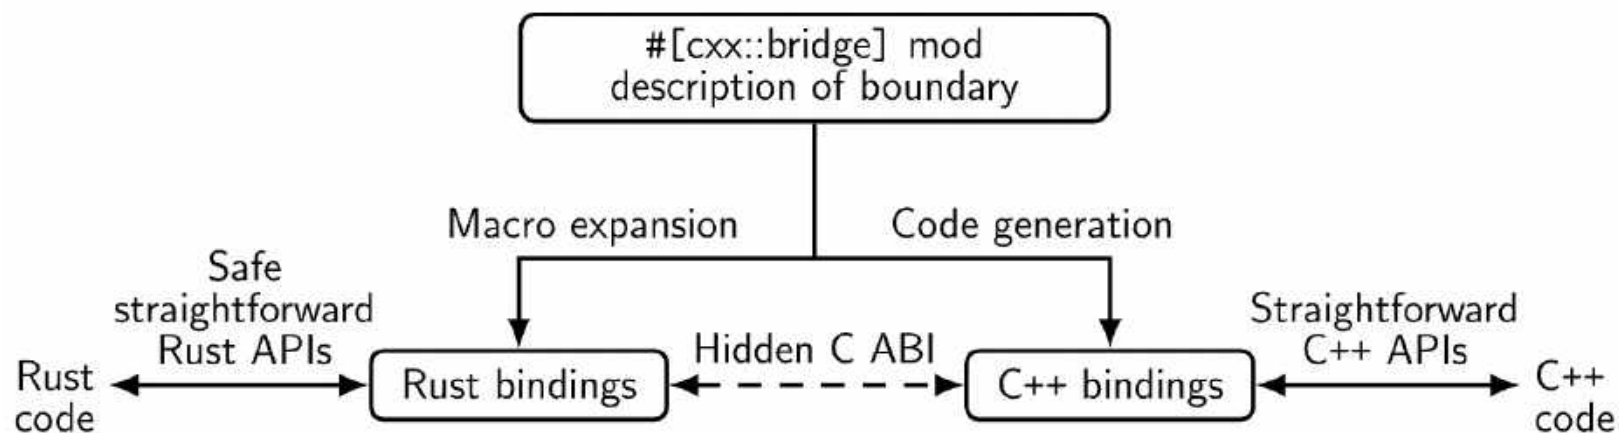 #[cxx::bridge] mod
description of boundary
Macro expansion
Code generation
Safe
straightforward
Rust APIs
Straightforward
C++ APIs
Hidden C ABI
Rust
code
Rust bindings
C++ bindings
C++
code